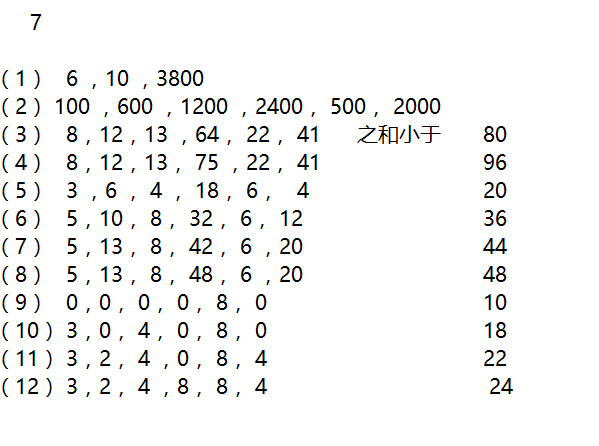 7
(1) 6 , 10 , 3800
(2) 100 , 600 , 1200 , 2400 , 500 , 2000
(3) 8 , 12 , 13 , 64 , 22 , 41 之和小于 80
(4) 8 , 12 , 13 , 75 , 22 , 41 96
(5) 3 , 6 , 4 , 18 , 6 , 4 20
(6) 5 , 10 , 8 , 32 , 6 , 12 36
(7) 5 , 13 , 8 , 42 , 6 , 20 44
(8) 5 , 13 , 8 , 48 , 6 , 20 48
(9) 0 , 0 , 0 , 0 , 8 , 0 10
(10) 3 , 0 , 4 , 0 , 8 , 0 18
(11) 3 , 2 , 4 , 0 , 8 , 4 22
(12) 3 , 2 , 4 , 8 , 8 , 4 24